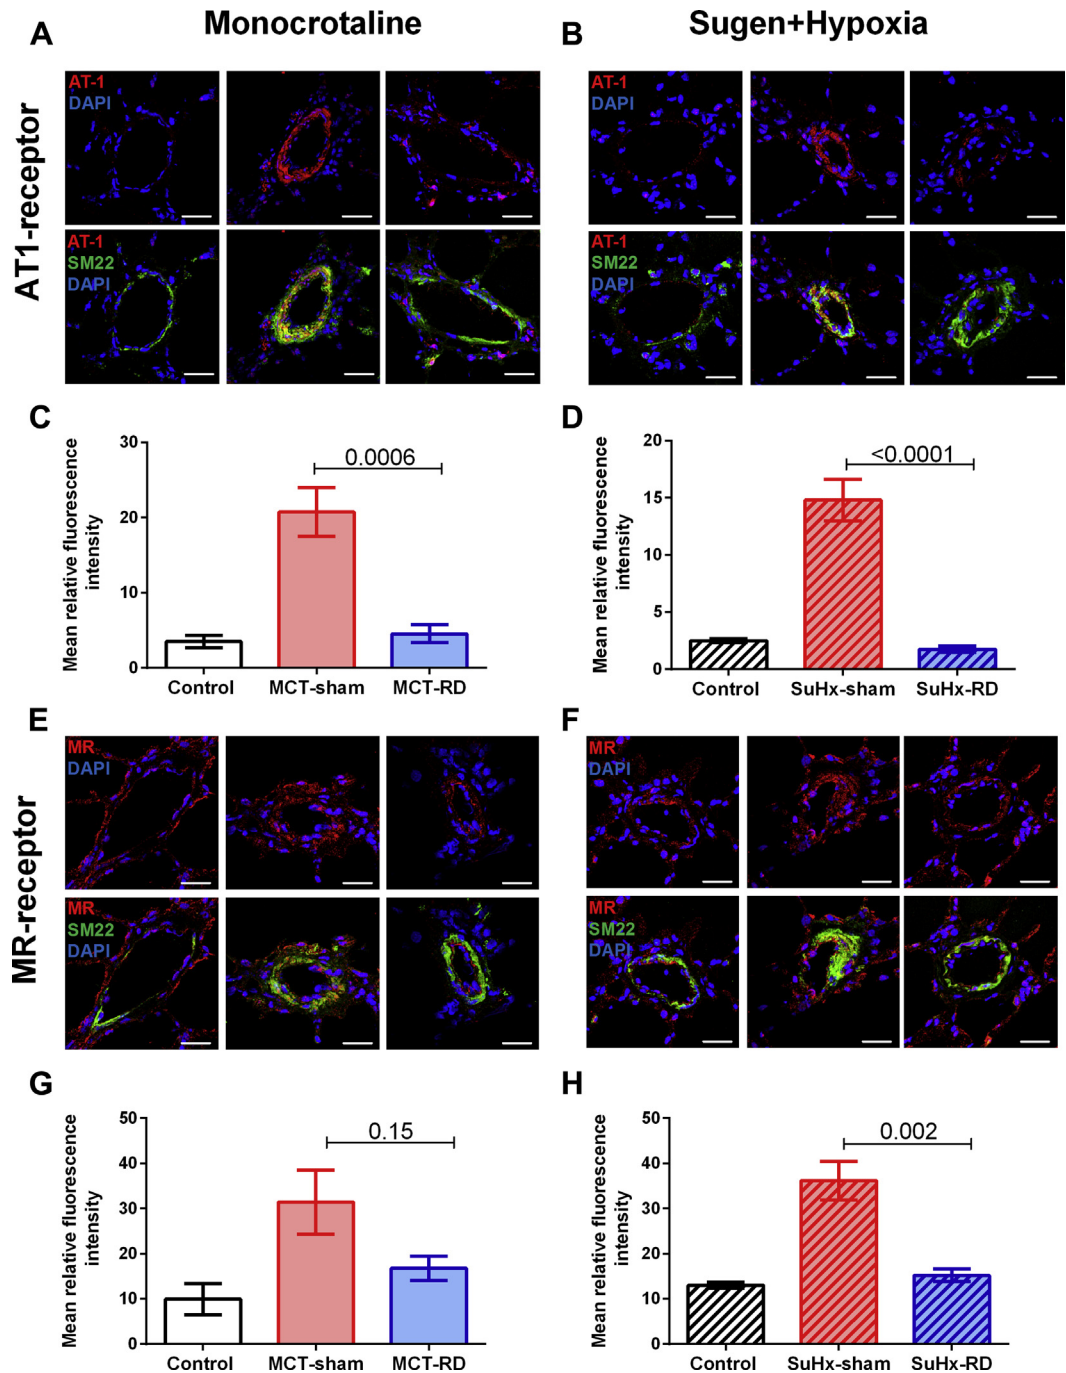 A
Monocrotaline
B
Sugen+Hypoxia
AT1-receptor
AT-1
DAPI
AT-1
DAPI
AT-1
SM22
DAPI
AT-1
SM22
DAPI
C
Mean relative fluorescence
intensity
30
20
10
0
0.0006
Control
MCT-sham
MCT-RD
D
Mean relative fluorescence
intensity
20
15
10
5
0
<0.0001
Control
SuHx-sham
SuHx-RD
MR-receptor
E
MR
DAPI
F
MR
DAPI
MR
SM22
DAPI
MR
SM22
DAPI
G
Mean relative fluorescence
intensity
50
40
30
20
10
0
0.15
Control
MCT-sham
MCT-RD
H
Mean relative fluorescence
intensity
50
40
30
20
10
0
0.002
Control
SuHx-sham
SuHx-RD